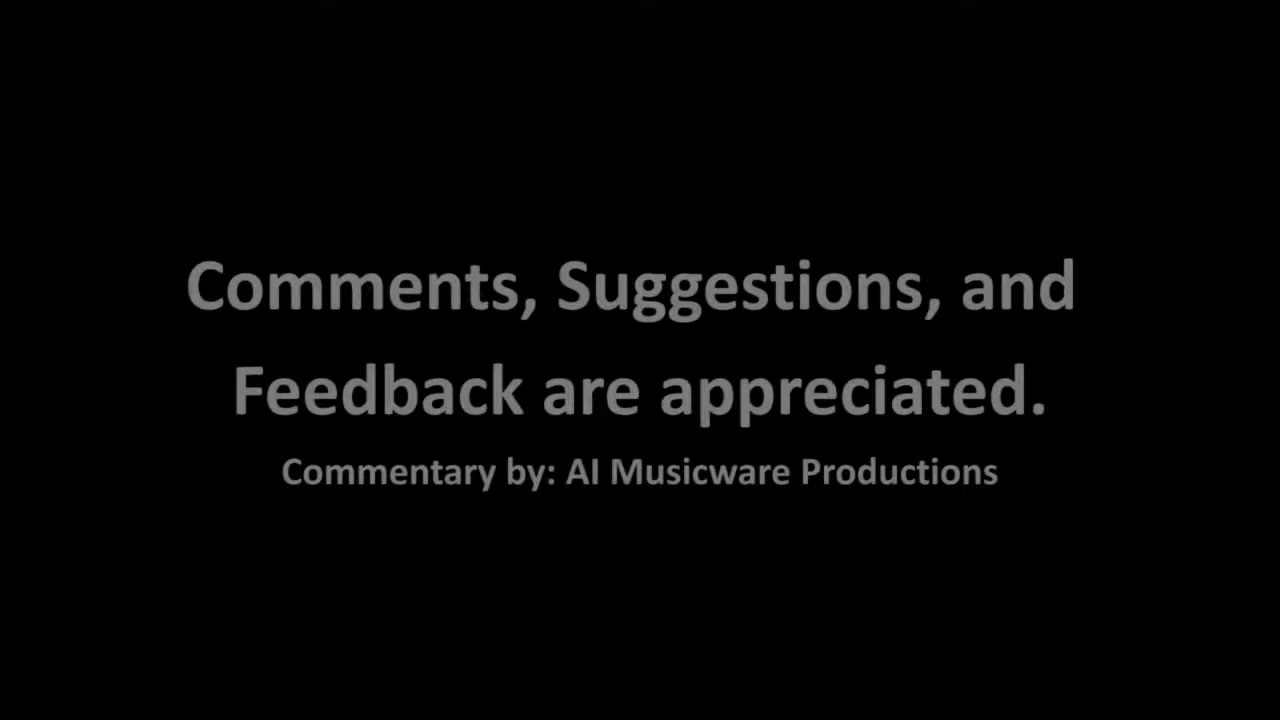 Comments, Suggestions, and
Feedback are appreciated.
Commentary by: AI Musicware Productions